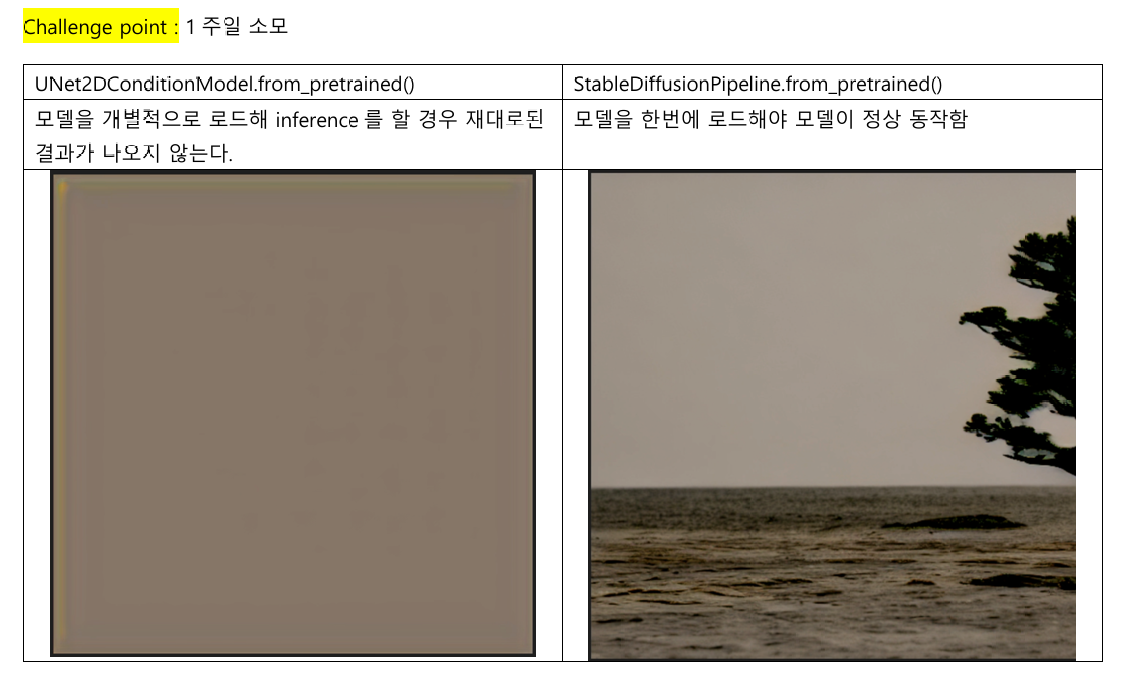 Challenge point : 1 주일 소모
UNet2DConditionModel.from_pretrained()
StableDiffusionPipeline.from_pretrained()
모델을 개별적으로 로드해 inference 를 할 경우 재대로된
결과가 나오지 않는다.
모델을 한번에 로드해야 모델이 정상 동작함